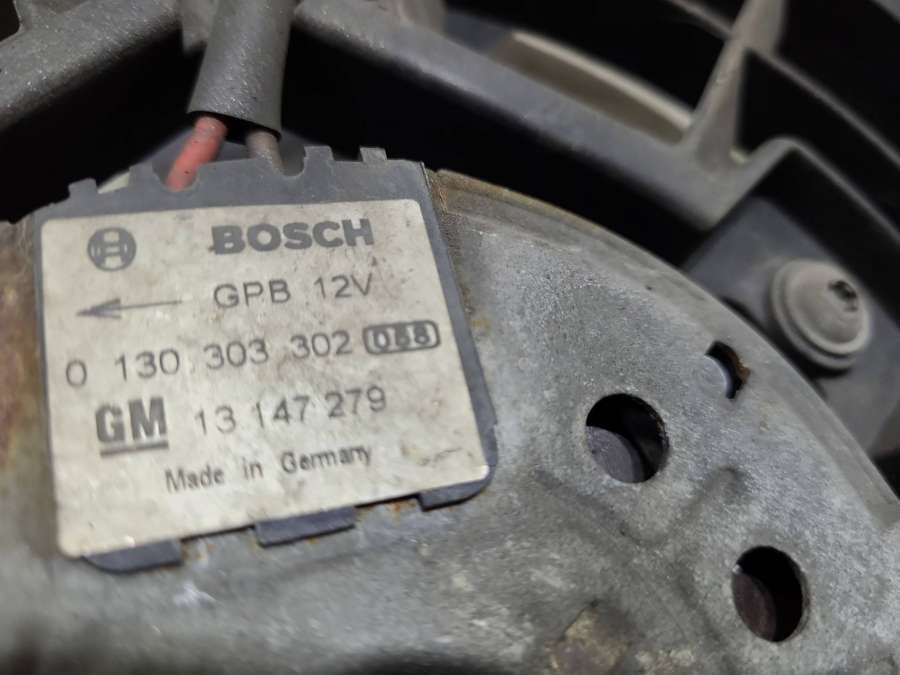 BOSCH
GPB 12V
0 130 303 302 088
GM 13 147 279
Made in Germany